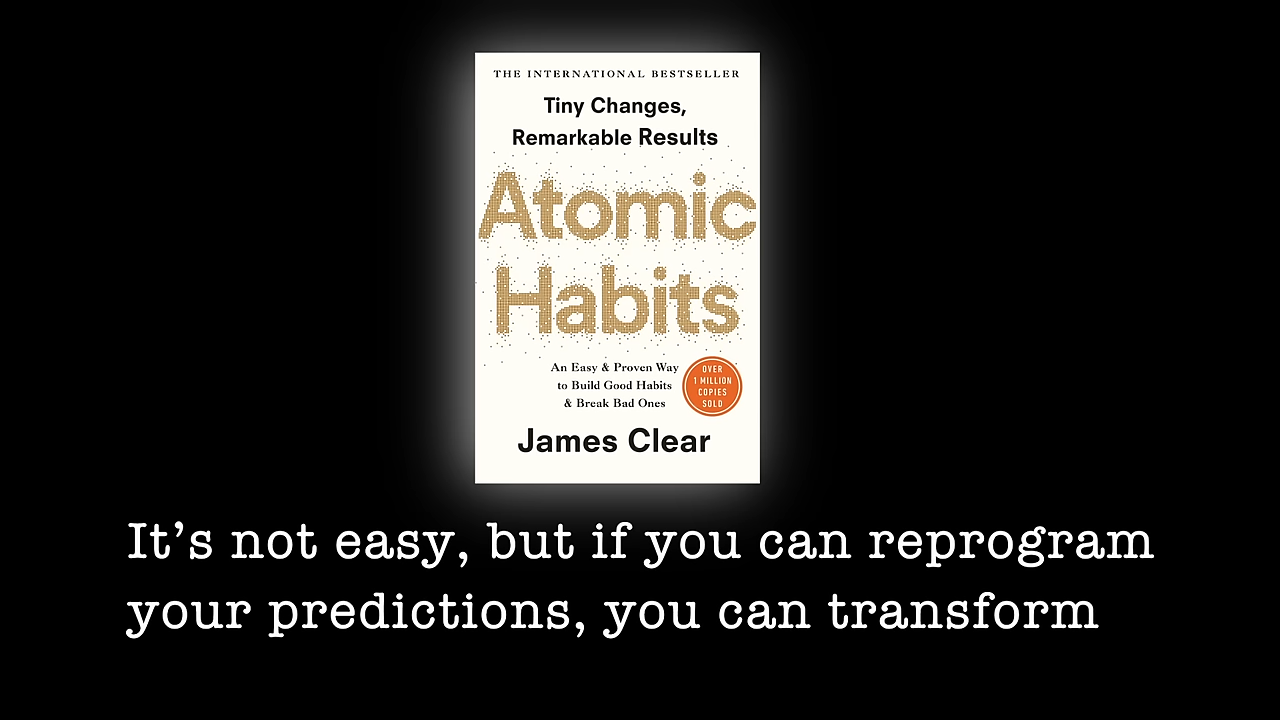 THE INTERNATIONAL BESTSELLER
Tiny Changes,
Remarkable Results
Atomic
Habits
An Easy & Proven Way
to Build Good Habits
& Break Bad Ones
OVER
1 MILLION
COPIES
SOLD
James Clear
It’s not easy, but if you can reprogram
your predictions, you can transform